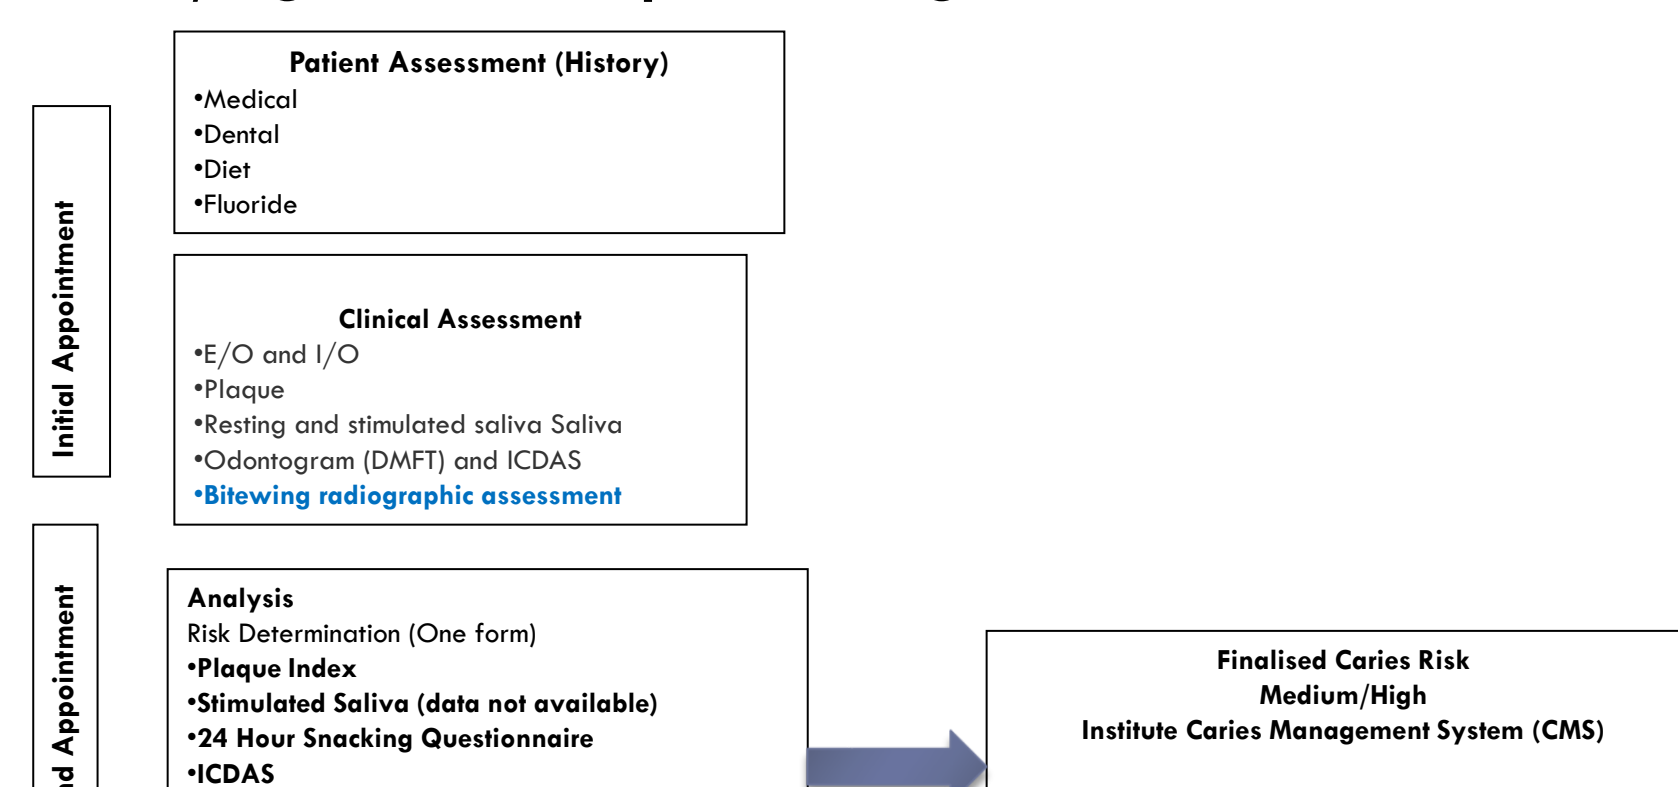 Patient Assessment (History)
•Medical
•Dental
•Diet
•Fluoride
Initial Appointment
Clinical Assessment
•E/O and I/O
•Plaque
•Resting and stimulated saliva Saliva
•Odontogram (DMFT) and ICDAS
•Bitewing radiographic assessment
Appointment
Analysis
Risk Determination (One form)
•Plaque Index
•Stimulated Saliva (data not available)
•24 Hour Snacking Questionnaire
•ICDAS
Finalised Caries Risk
Medium/High
Institute Caries Management System (CMS)